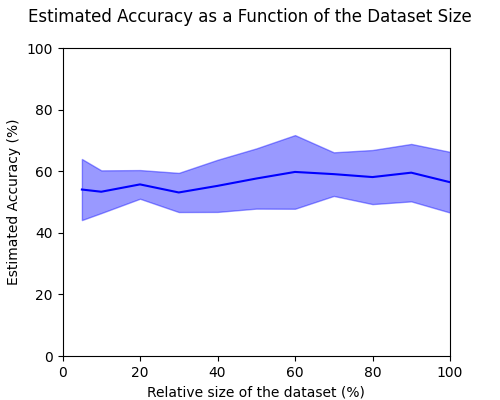 Estimated Accuracy as a Function of the Dataset Size
100
80
60
40
20
0
Estimated Accuracy (%)
0 20 40 60 80 100
Relative size of the dataset (%)